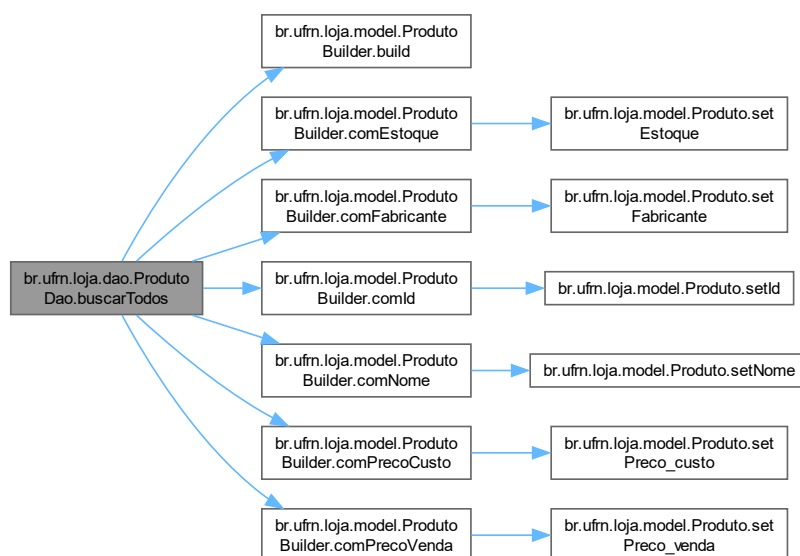 br.ufrn.loja.dao.Produto
Dao.buscarTodos
br.ufrn.loja.model.Produto
Builder.build
br.ufrn.loja.model.Produto
Builder.comEstoque
br.ufrn.loja.model.Produto.set
Estoque
br.ufrn.loja.model.Produto
Builder.comFabricante
br.ufrn.loja.model.Produto.set
Fabricante
br.ufrn.loja.model.Produto
Builder.comId
br.ufrn.loja.model.Produto.setId
br.ufrn.loja.model.Produto
Builder.comNome
br.ufrn.loja.model.Produto.setNome
br.ufrn.loja.model.Produto
Builder.comPrecoCusto
br.ufrn.loja.model.Produto.set
Preco_custo
br.ufrn.loja.model.Produto
Builder.comPrecoVenda
br.ufrn.loja.model.Produto.set
Preco_venda